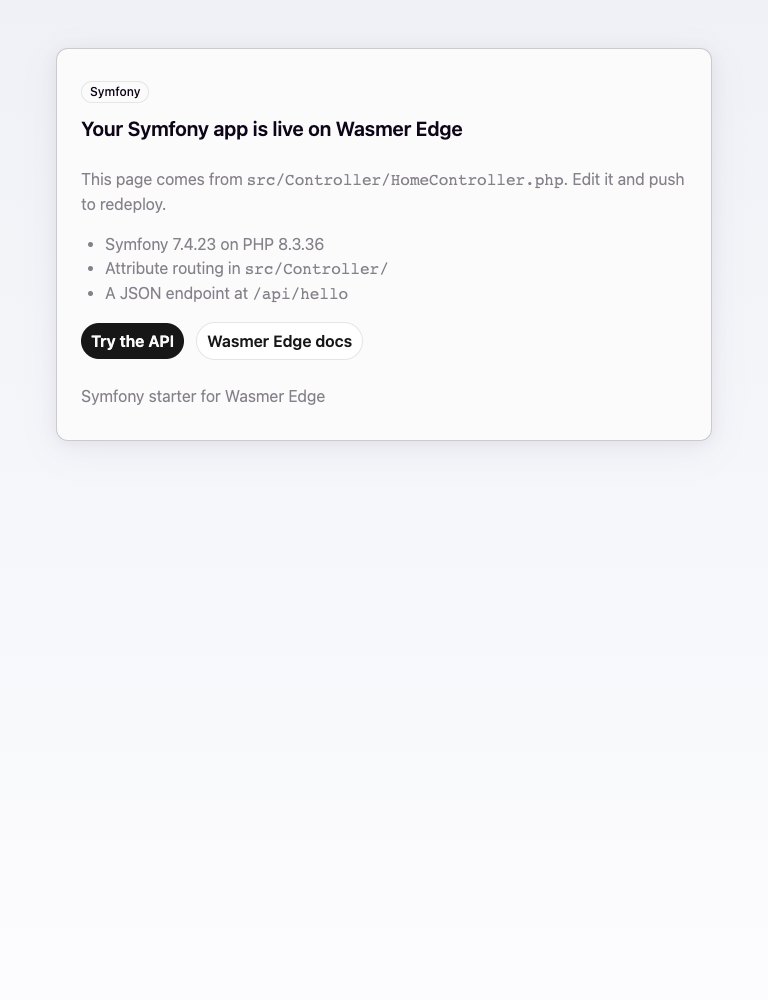 Symfony
Your Symfony app is live on Wasmer Edge
This page comes from src/Controller/HomeController.php. Edit it and push
to redeploy.
• Symfony 7.4.23 on PHP 8.3.36
• Attribute routing in src/Controller/
• A JSON endpoint at /api/hello
Try the API Wasmer Edge docs
Symfony starter for Wasmer Edge